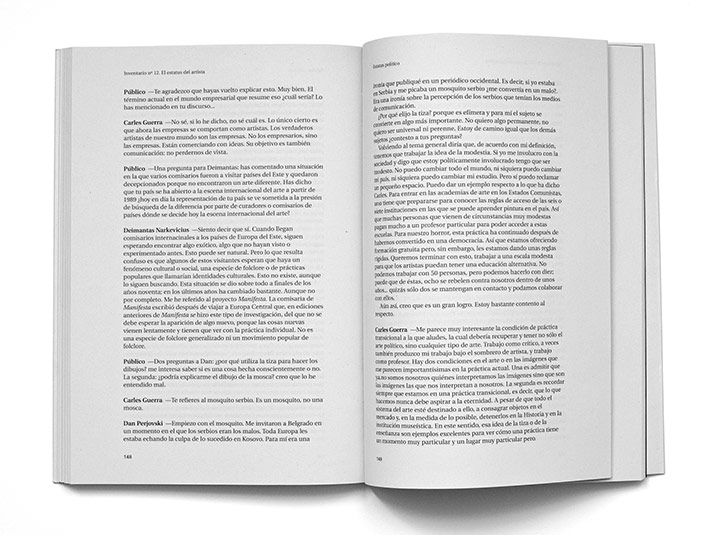 Inventario nº 12. El estatus del artista
Público —Te agradezco que hayas vuelto explicar esto. Muy bien, El
término actual en el mundo empresarial que resume eso ¿cuál sería? Lo
has mencionado en tu discurso...
Carles Guerra —No sé, si lo he dicho, no sé cuál es. Lo único cierto es
que ahora las empresas se comportan como artistas. Los verdaderos
artistas de nuestro mundo son las empresas. No los empresarios, sino
las empresas. Están comerciando con ideas. Su objetivo es también
comunicación: no perdernos de vista.
Público —Una pregunta para Deimantas: has comentado una situación
en la que varios comisarios fueron a visitar países del Este y quedaron
decepcionados porque no encontraron un arte diferente. Has dicho
que tu país se ha abierto a la escena internacional del arte a partir de
1989 ¿hoy en día la representación de tu país se ve sometida a la presión
de búsqueda de la diferencia por parte de curadores o comisarios de
países dónde se decide hoy la escena internacional del arte?
Deimantas Narkevicius —Siento decir que sí. Cuando llegan
comisarios internacionales a los países de Europa del Este, siguen
esperando encontrar algo exótico, algo que no hayan visto o
experimentado antes. Esto puede ser natural. Pero lo que resulta
confuso es que algunos de estos visitantes esperan que haya un
fenómeno cultural o social, una especie de folclore o de prácticas
populares que llamarían identidades culturales. Esto no existe, aunque
lo siguen buscando. Esta situación se dio sobre todo a finales de los
años noventa; en los últimos años ha cambiado bastante. Aunque no
por completo. Me he referido al proyecto Manifesta. La comisaria de
Manifesta escribió después de viajar a Europa Central que, en ediciones
anteriores de Manifesta se hizo este tipo de investigación, del que no se
debe esperar la aparición de algo nuevo, porque las cosas nuevas
vienen lentamente y tienen que ver con la práctica individual. No es
una especie de folclore generalizado ni un movimiento popular de
folclore.
Público —Dos preguntas a Dan: ¿por qué utiliza la tiza para hacer los
dibujos? me interesa saber si es una cosa hecha conscientemente o no.
La segunda: ¿podría explicarme el dibujo de la mosca? creo que lo he
entendido mal.
Carles Guerra —Te refieres al mosquito serbio. Es un mosquito, no una
mosca.
Dan Perjovski —Empiezo con el mosquito. Me invitaron a Belgrado en
un momento en el que los serbios eran los malos. Toda Europa les
estaba echando la culpa de lo sucedido en Kosovo. Para mí era una
148
político
ironía que publiqué en un periódico occidental. Es decir, si yo estaba
en Serbia y me picaba un mosquito serbio ¿me convertía en un malo?.
Era una ironía sobre la percepción de los serbios que tenían los medios
de comunicación.
¿Por qué elijo la tiza? porque es efímera y para mí el sujeto se
convierte en algo más importante. No quiero algo permanente, no
quiero ser universal ni perenne. Estoy de camino igual que los demás
sujetos ¿contesto a tus preguntas?
Volviendo al tema general diría que, de acuerdo con mi definición,
tenemos que trabajar la idea de la modestia. Si yo me involucro con la
sociedad y digo que estoy políticamente involucrado tengo que ser
modesto. No puedo cambiar todo el mundo, ni siquiera puedo cambiar
mi país, ni siquiera puedo cambiar mi estudio. Pero si puedo reclamar
un pequeño espacio. Puedo dar un ejemplo respecto a lo que ha dicho
Carles. Para entrar en las academias de arte en los Estados Comunistas,
una tiene que prepararse para conocer las reglas de acceso de las seis o
siete instituciones en las que se puede aprender pintura en el país. Así
que muchas personas que vienen de circunstancias muy modestas
pagan mucho a un profesor particular para poder acceder a estas
escuelas. Para nuestro horror, esta práctica ha continuado después de
habernos convertido en una democracia. Así que estamos ofreciendo
formación gratuita pero, sin embargo, les estamos dando unas reglas
rígidas. Queremos terminar con esto, trabajar a una escala modesta
para que los artistas puedan tener una educación alternativa. No
podemos trabajar con 50 personas, pero podemos hacerlo con diez;
puede que de éstas, ocho se rebelen contra nosotros dentro de unos
años... quizás sólo dos se mantengan en contacto y podamos colaborar
con ellos.
Aún así, creo que es un gran logro. Estoy bastante contento al
respecto.
Carles Guerra —Me parece muy interesante la condición de práctica
transicional a la que aludes, la cual debería recuperar y tener no sólo el
arte político, sino cualquier tipo de arte. Trabajo como crítico, a veces
también produzco mi trabajo bajo el sombrero de artista, y trabajo
como profesor. Hay dos condiciones en el arte o en las imágenes que
me parecen importantísimas en la práctica actual. Una es admitir que
ya no somos nosotros quiénes interpretamos las imágenes sino que son
las imágenes las que nos interpretan a nosotros. La segunda es recordar
siempre que estamos en una práctica transicional, es decir, que lo que
hacemos nunca debe aspirar a la eternidad. A pesar de que todo el
sistema del arte esté destinado a ello, a consagrar objetos en el
mercado y, en la medida de lo posible, detenerlos en la Historia y en la
institución museística. En este sentido, esa idea de la tiza o de la
enseñanza son ejemplos excelentes para ver cómo una práctica tiene
un momento muy particular y un lugar muy particular pero
149